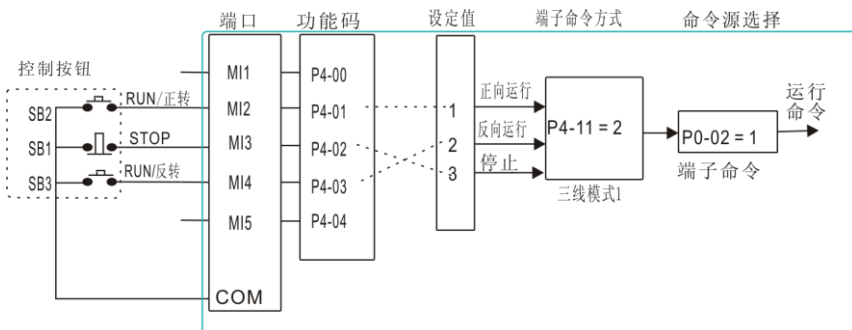 端口
功能码
设定值
端子命令方式
命令源选择
控制按钮
MI1
P4-00
SB2
RUN/正转
MI2
P4-01
1
正向运行
P4-11 = 2
运行
命令
SB1
STOP
MI3
P4-02
2
反向运行
P0-02 = 1
SB3
RUN/反转
MI4
P4-03
3
停止
端子命令
三线模式1
MI5
P4-04
COM